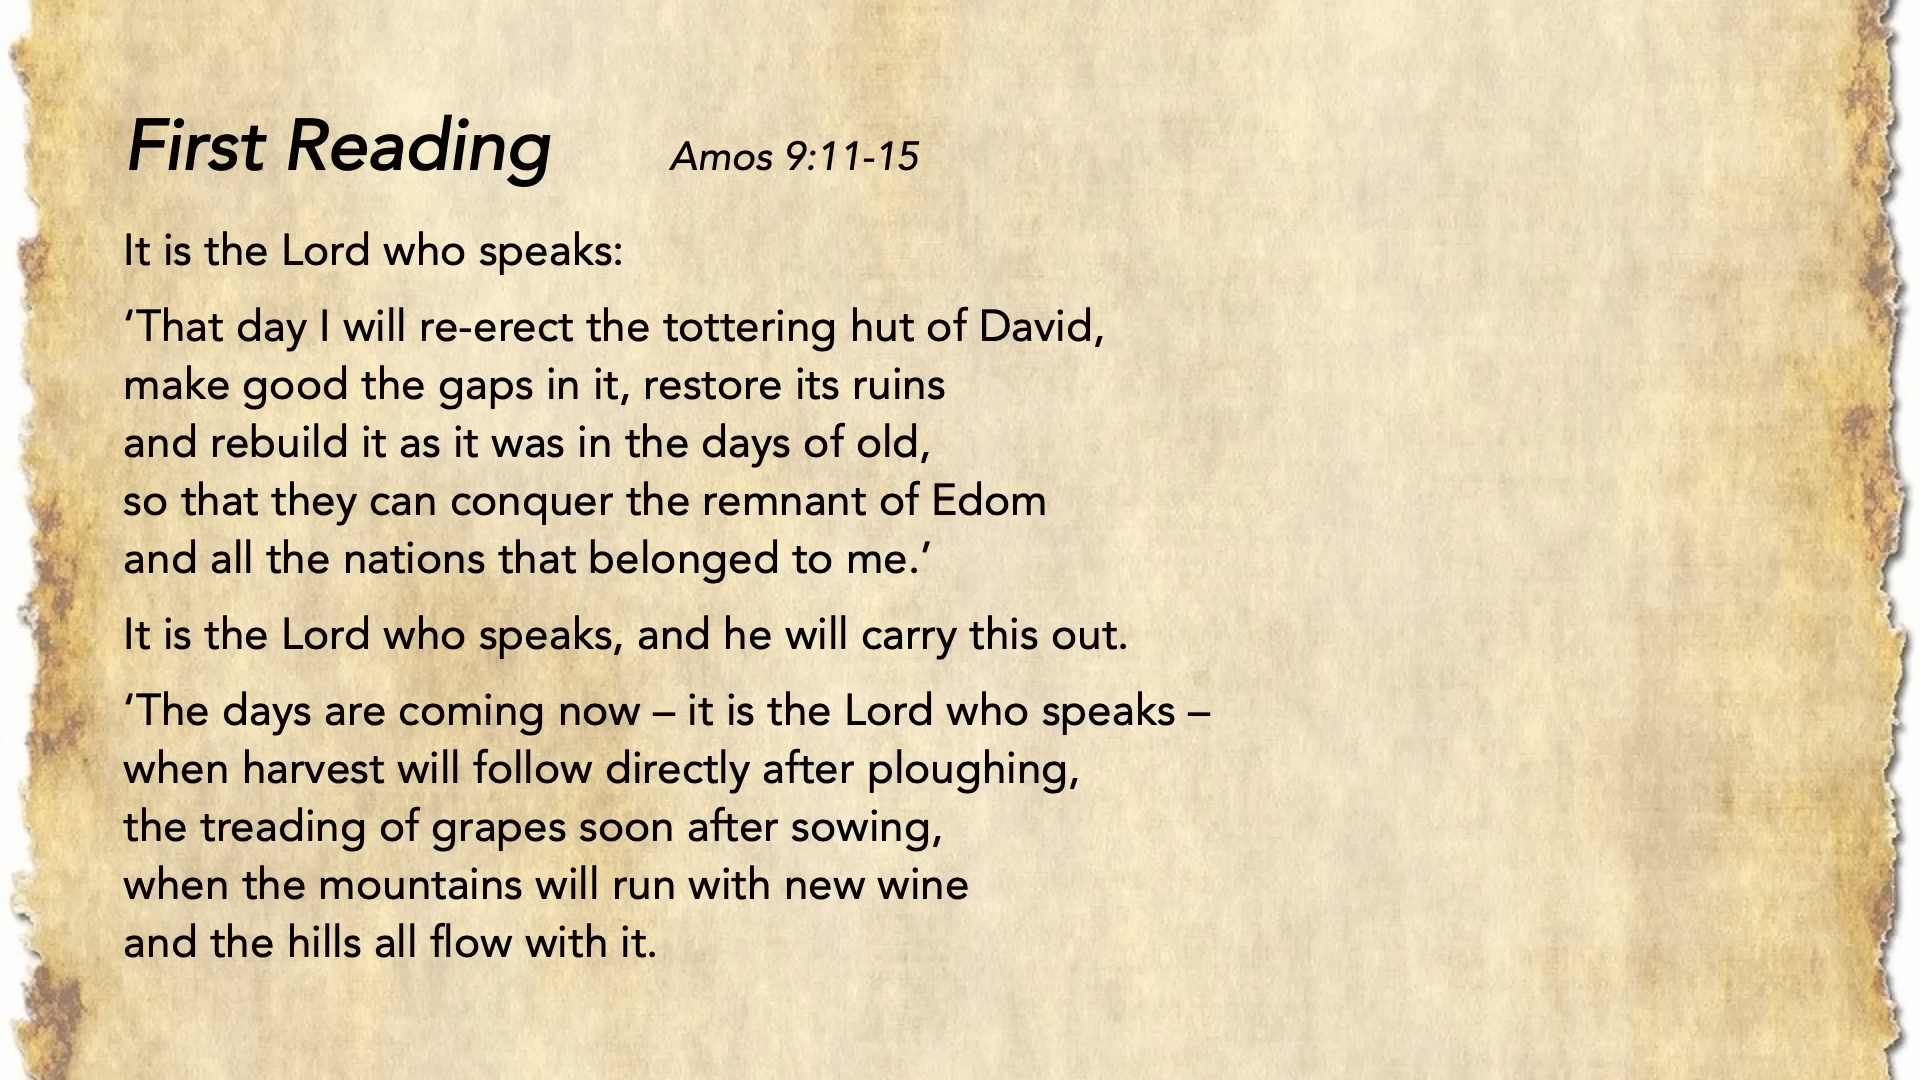 First Reading Amos 9:11-15
It is the Lord who speaks:
‘That day I will re-erect the tottering hut of David,
make good the gaps in it, restore its ruins
and rebuild it as it was in the days of old,
so that they can conquer the remnant of Edom
and all the nations that belonged to me.’
It is the Lord who speaks, and he will carry this out.
‘The days are coming now – it is the Lord who speaks –
when harvest will follow directly after ploughing,
the treading of grapes soon after sowing,
when the mountains will run with new wine
and the hills all flow with it.